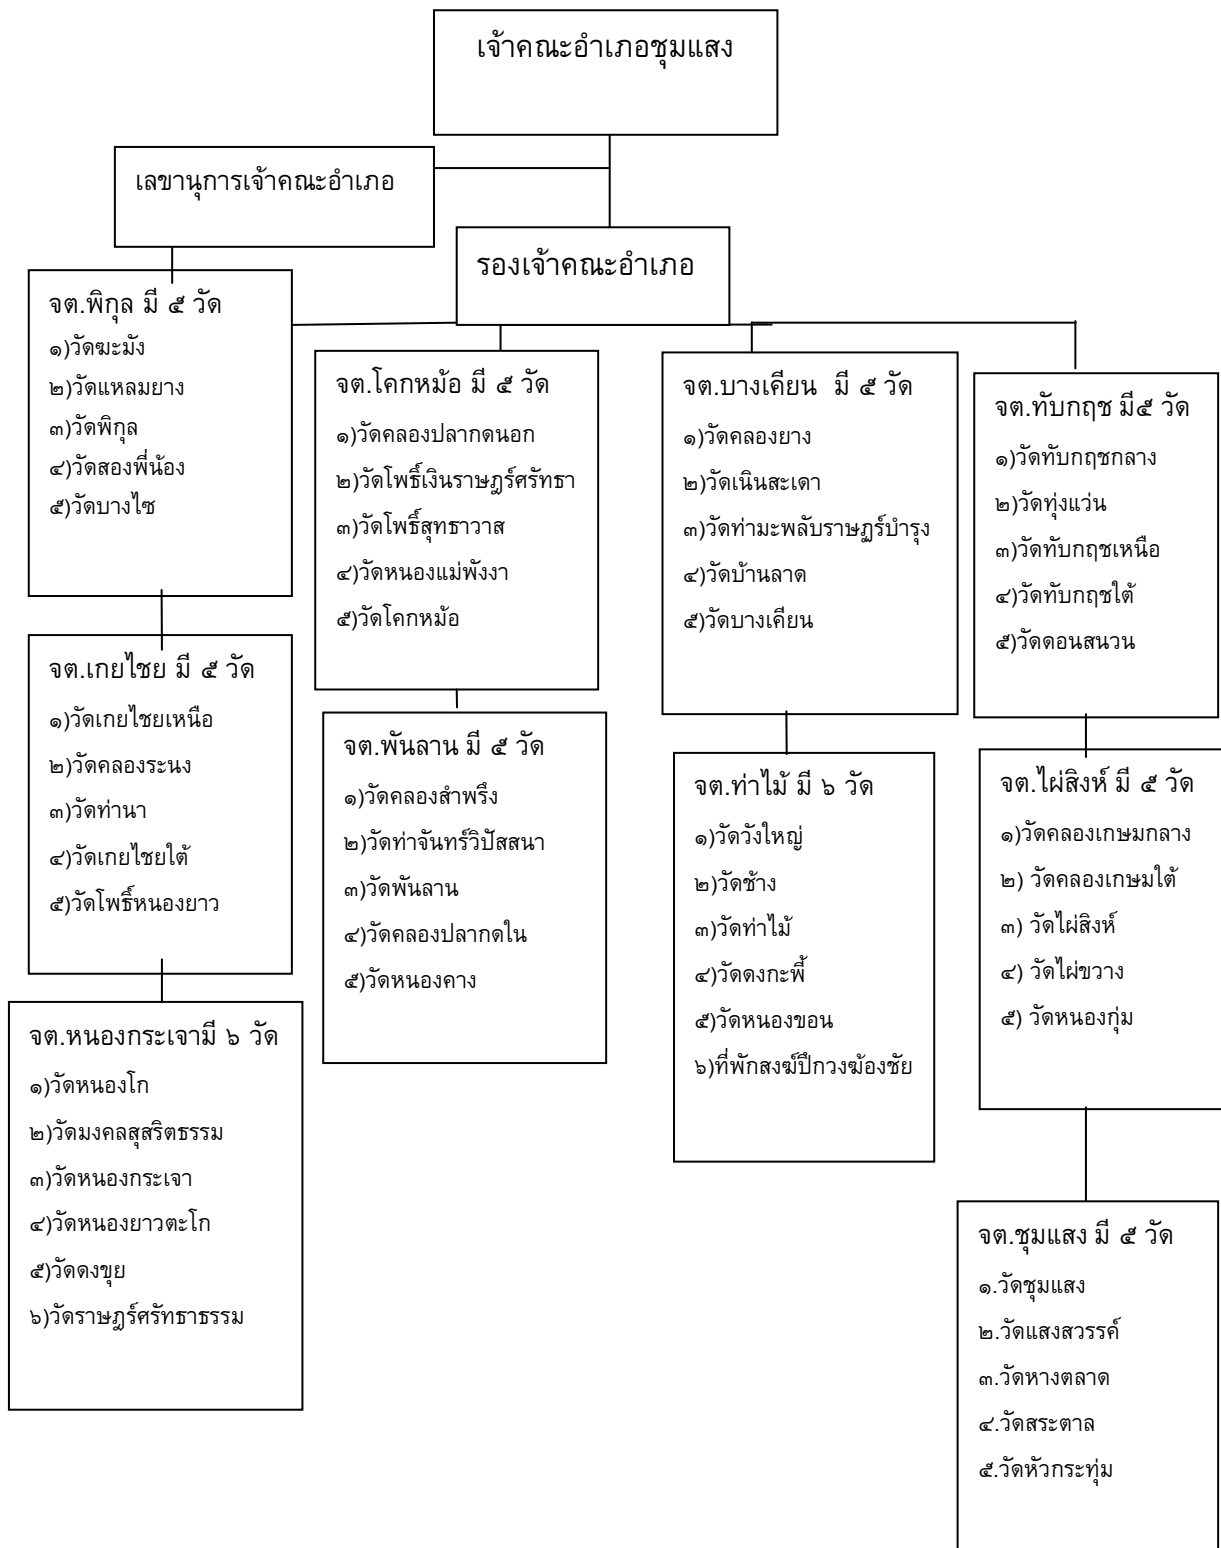 เจ้าคณะอำเภอชุมแสง
เลขานุการเจ้าคณะอำเภอ
รองเจ้าคณะอำเภอ
จต.พิกุล มี ๕ วัด
๑)วัดฆะมัง
๒)วัดแหลมยาง
๓)วัดพิกุล
๔)วัดสองพี่น้อง
๕)วัดบางไซ
จต.โคกหม้อ มี ๕ วัด
๑)วัดคลองปลากดนอก
๒)วัดโพธิ์เงินราษฎร์ศรัทธา
๓)วัดโพธิ์สุทธาวาส
๔)วัดหนองแม่พังงา
๕)วัดโคกหม้อ
จต.บางเคียน มี ๕ วัด
๑)วัดคลองยาง
๒)วัดเนินสะเดา
๓)วัดท่ามะพลับราษฏร์บำรุง
๔)วัดบ้านลาด
๕)วัดบางเคียน
จต.ทับกฤช มี๕ วัด
๑)วัดทับกฤชกลาง
๒)วัดทุ่งแว่น
๓)วัดทับกฤชเหนือ
๔)วัดทับกฤชใต้
๕)วัดดอนสนวน
จต.เกยไชย มี ๕ วัด
๑)วัดเกยไชยเหนือ
๒)วัดคลองระนง
๓)วัดท่านา
๔)วัดเกยไชยใต้
๕)วัดโพธิ์หนองยาว
จต.พันลาน มี ๕ วัด
๑)วัดคลองสำพรึง
๒)วัดท่าจันทร์วิปัสสนา
๓)วัดพันลาน
๔)วัดคลองปลากดใน
๕)วัดหนองคาง
จต.ท่าไม้ มี ๖ วัด
๑)วัดวังใหญ่
๒)วัดช้าง
๓)วัดท่าไม้
๔)วัดดงกะพี้
๕)วัดหนองขอน
๖)ที่พักสงฆ์ปึกวงฆ้องชัย
จต.ไผ่สิงห์ มี ๕ วัด
๑)วัดคลองเกษมกลาง
๒) วัดคลองเกษมใต้
๓) วัดไผ่สิงห์
๔) วัดไผ่ขวาง
๕) วัดหนองกุ่ม
จต.หนองกระเจามี ๖ วัด
๑)วัดหนองโก
๒)วัดมงคลสุสริตธรรม
๓)วัดหนองกระเจา
๔)วัดหนองยาวตะโก
๕)วัดดงขุย
๖)วัดราษฎร์ศรัทธาธรรม
จต.ชุมแสง มี ๕ วัด
๑.วัดชุมแสง
๒.วัดแสงสวรรค์
๓.วัดหางตลาด
๔.วัดสระตาล
๕.วัดหัวกระทุ่ม